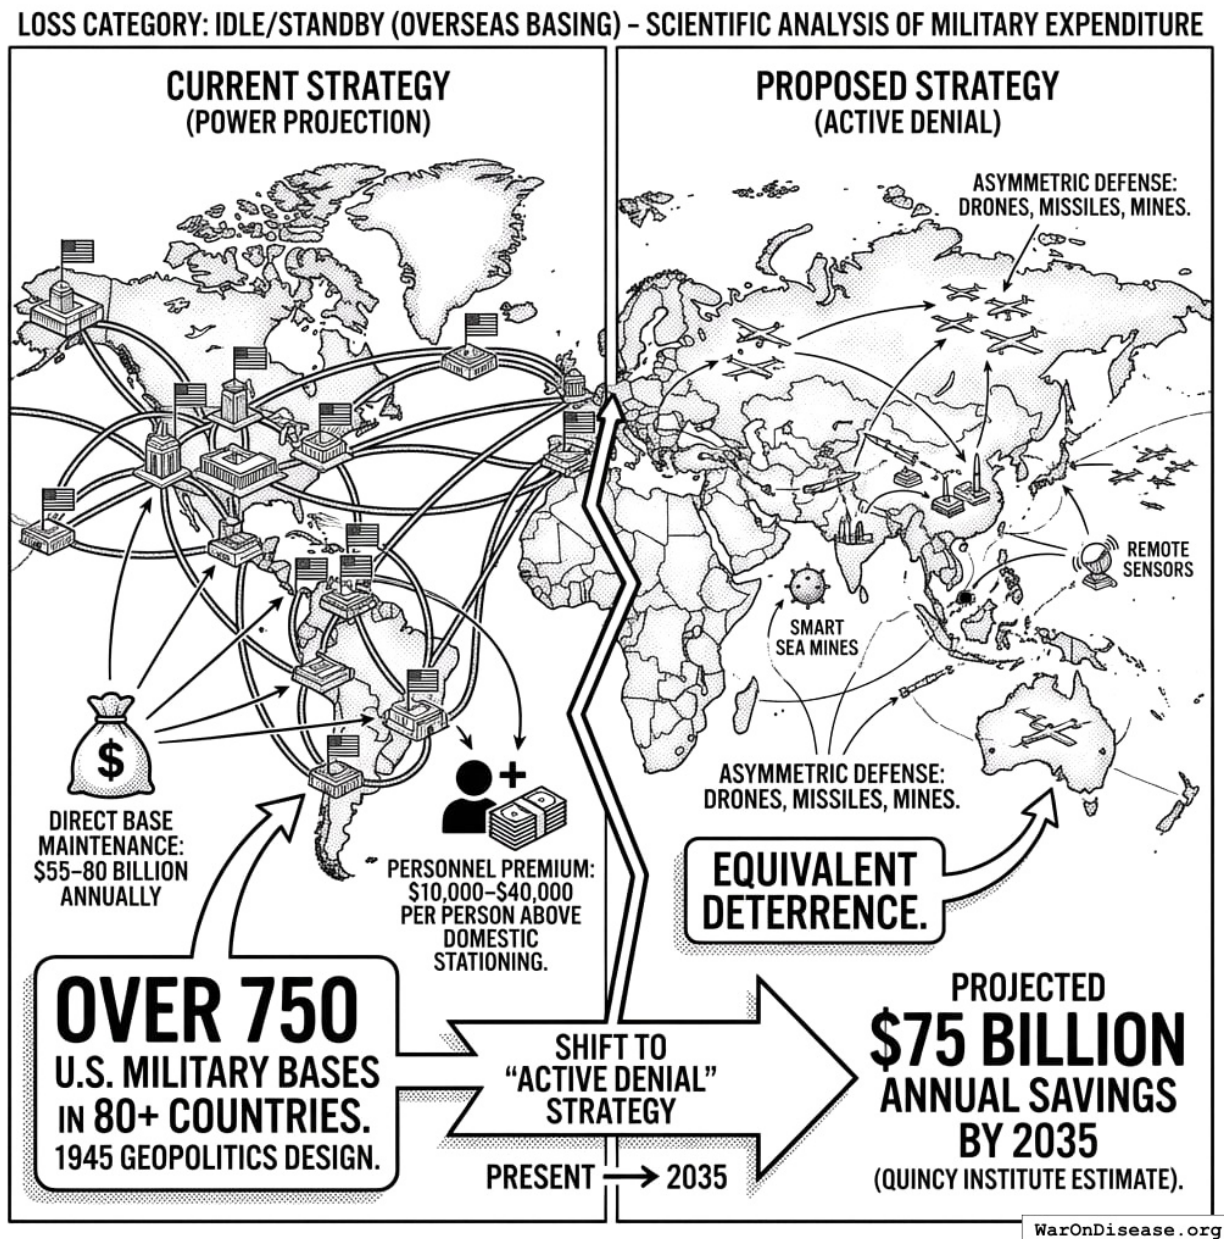 LOSS CATEGORY: IDLE/STANDBY (OVERSEAS BASING) – SCIENTIFIC ANALYSIS OF MILITARY EXPENDITURE
CURRENT STRATEGY
(POWER PROJECTION)
DIRECT BASE
MAINTENANCE:
$55–80 BILLION
ANNUALLY
$
PERSONNEL PREMIUM:
$10,000–$40,000
PER PERSON ABOVE
DOMESTIC
STATIONING.
OVER 750
U.S. MILITARY BASES
IN 80+ COUNTRIES.
1945 GEOPOLITICS DESIGN.
SHIFT TO
“ACTIVE DENIAL”
STRATEGY
PRESENT → 2035
PROPOSED STRATEGY
(ACTIVE DENIAL)
ASYMMETRIC DEFENSE:
DRONES, MISSILES, MINES.
REMOTE
SENSORS
SMART
SEA MINES
ASYMMETRIC DEFENSE:
DRONES, MISSILES, MINES.
EQUIVALENT
DETERRENCE.
PROJECTED
$75 BILLION
ANNUAL SAVINGS
BY 2035
(QUINCY INSTITUTE ESTIMATE).
WarOnDisease.org